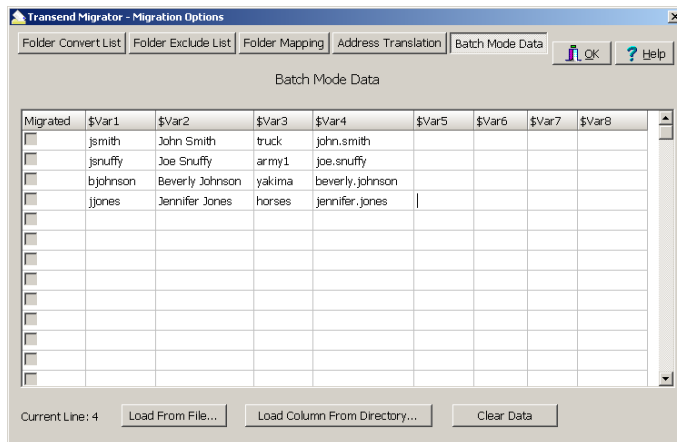 Transend Migrator - Migration Options
Folder Convert List Folder Exclude List Folder Mapping Address Translation Batch Mode Data OK ? Help
Batch Mode Data
Migrated $Var1 $Var2 $Var3 $Var4 $Var5 $Var6 $Var7 $Var8
jsmith John Smith truck john.smith
jsnuffy Joe Snuffy army1 joe.snuffy
bjohnson Beverly Johnson yakima beverly.johnson
jjones Jennifer Jones horses jennifer.jones
Current Line: 4 Load From File... Load Column From Directory... Clear Data